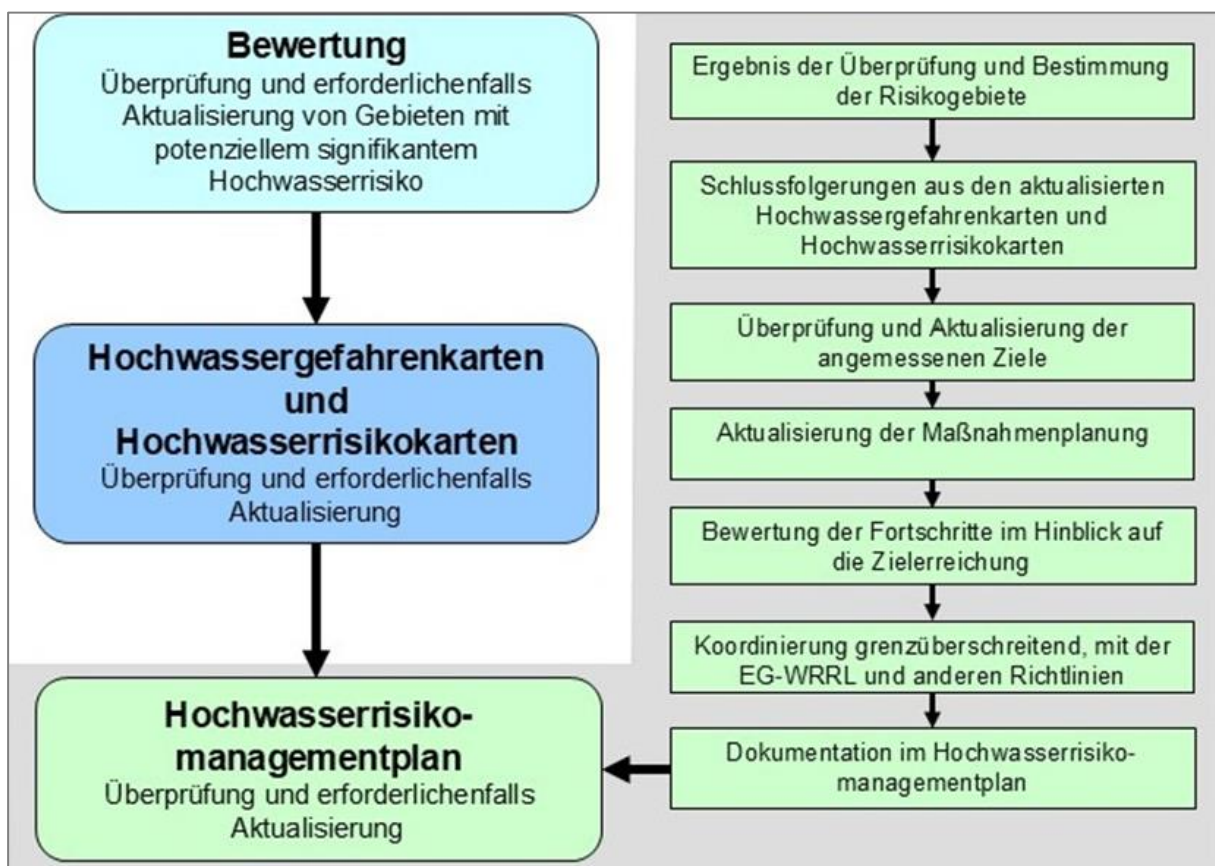 Bewertung
Überprüfung und erforderlichenfalls
Aktualisierung von Gebieten mit
potenziellem signifikantem
Hochwasserrisiko
Hochwassergefahrenkarten
und
Hochwasserrisikokarten
Überprüfung und erforderlichenfalls
Aktualisierung
Hochwasserrisiko-
managementplan
Überprüfung und erforderlichenfalls
Aktualisierung
Ergebnis der Überprüfung und Bestimmung
der Risikogebiete
Schlussfolgerungen aus den aktualisierten
Hochwassergefahrenkarten und
Hochwasserrisikokarten
Überprüfung und Aktualisierung der
angemessenen Ziele
Aktualisierung der Maßnahmenplanung
Bewertung der Fortschritte im Hinblick auf
die Zielerreichung
Koordinierung grenzüberschreitend, mit der
EG-WRRL und anderen Richtlinien
Dokumentation im Hochwasserrisiko-
managementplan